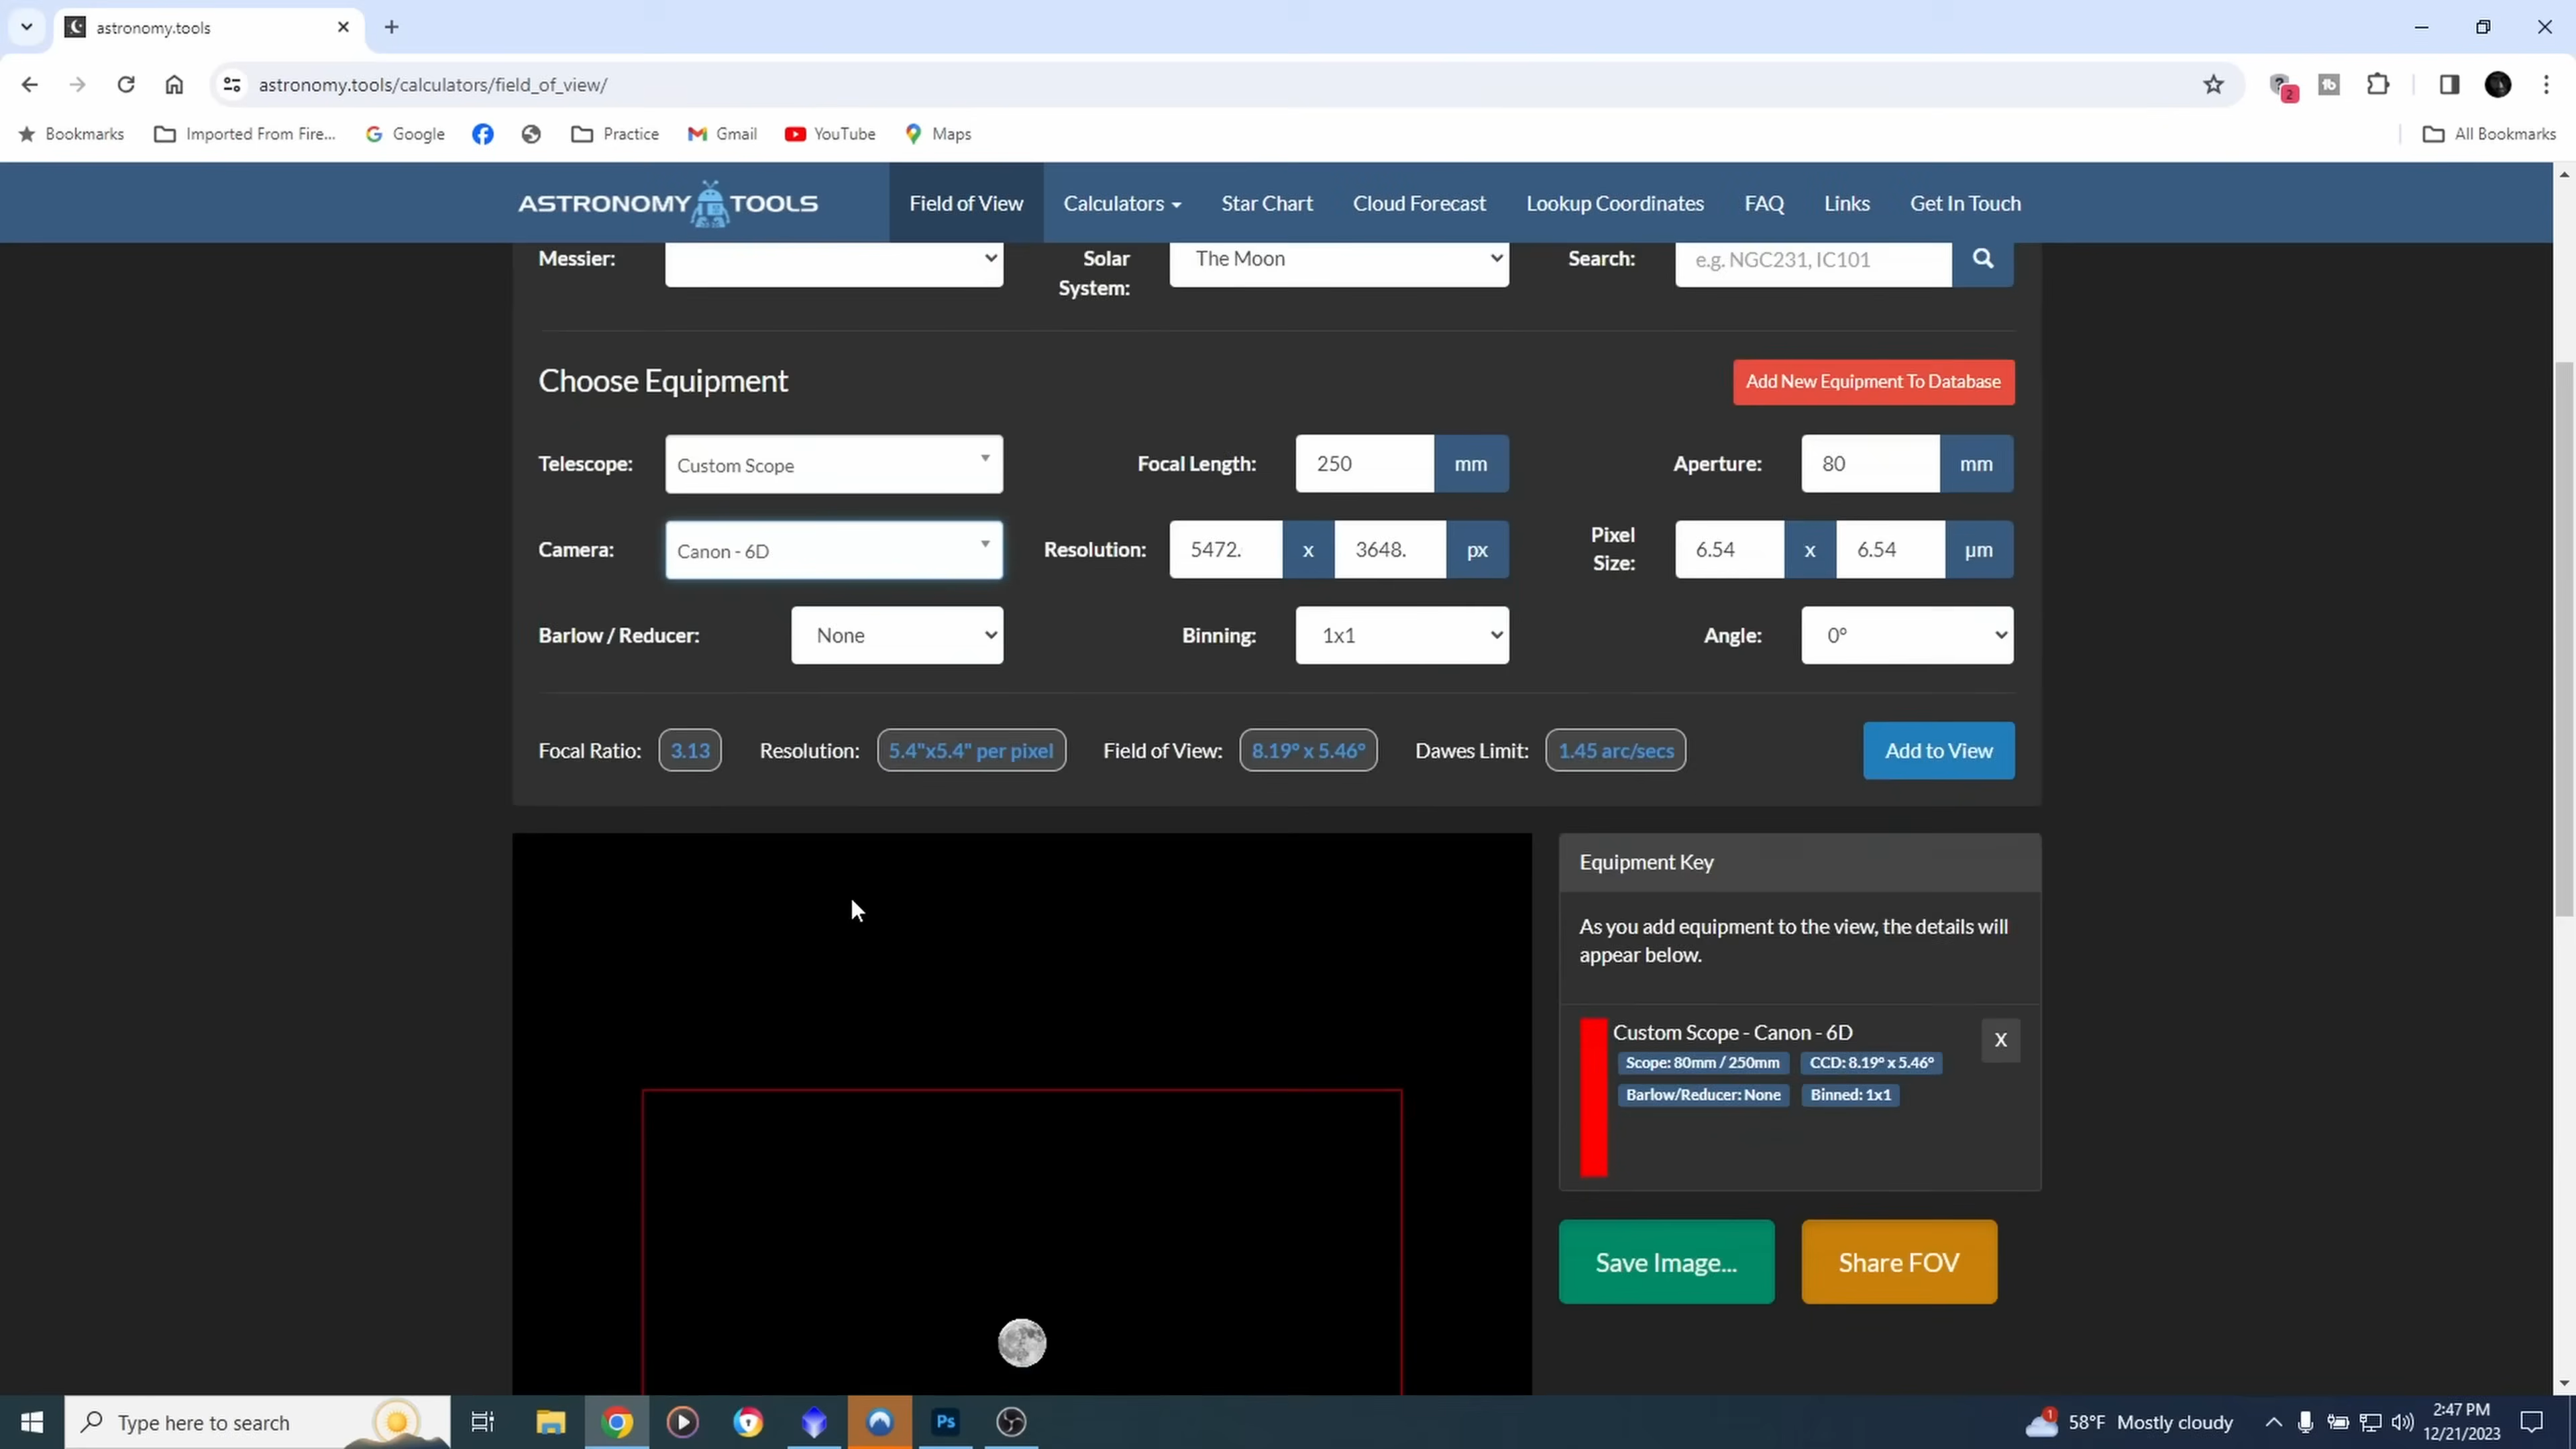 astronomy.tools
astronomy.tools/calculators/field_of_view/
2
Bookmarks Imported From Fire... Google Practice Gmail YouTube Maps All Bookmarks
ASTRONOMY TOOLS Field of View Calculators Star Chart Cloud Forecast Lookup Coordinates FAQ Links Get In Touch
Messier: Solar System: The Moon Search: e.g. NGC231, IC101
Choose Equipment Add New Equipment To Database
Telescope: Custom Scope Focal Length: 250 mm Aperture: 80 mm
Camera: Canon - 6D Resolution: 5472. x 3648. px Pixel Size: 6.54 x 6.54 µm
Barlow / Reducer: None Binning: 1x1 Angle: 0°
Focal Ratio: 3.13 Resolution: 5.4"x5.4" per pixel Field of View: 8.19° x 5.46° Dawes Limit: 1.45 arc/secs Add to View
Equipment Key
As you add equipment to the view, the details will
appear below.
Custom Scope - Canon - 6D X
Scope: 80mm / 250mm CCD: 8.19° x 5.46°
Barlow/Reducer: None Binned: 1x1
Save Image... Share FOV
Type here to search Ps 1 58°F Mostly cloudy 2:47 PM
12/21/2023